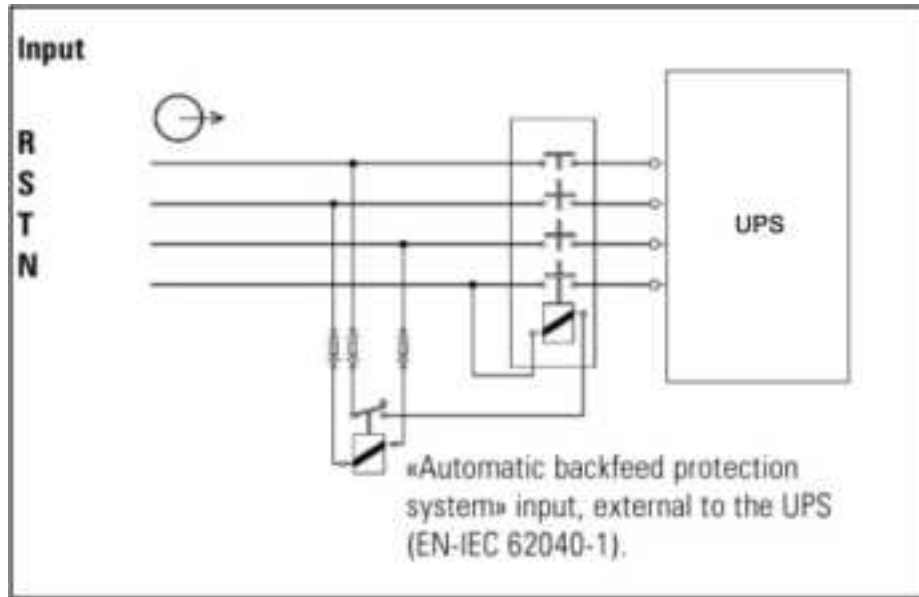 Input
R
S
T
N
UPS
«Automatic backfeed protection
system» input, external to the UPS
(EN-IEC 62040-1).